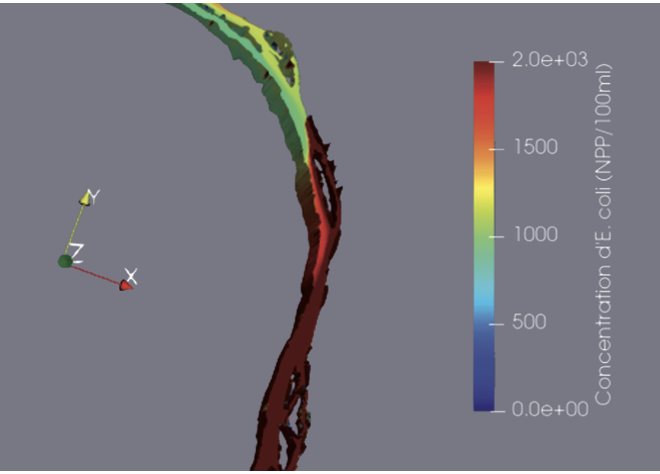 2.0e+03
1500
1000
500
0.0e+00
Concentration d'E. coli (NPP/100ml)
Y
Z
X